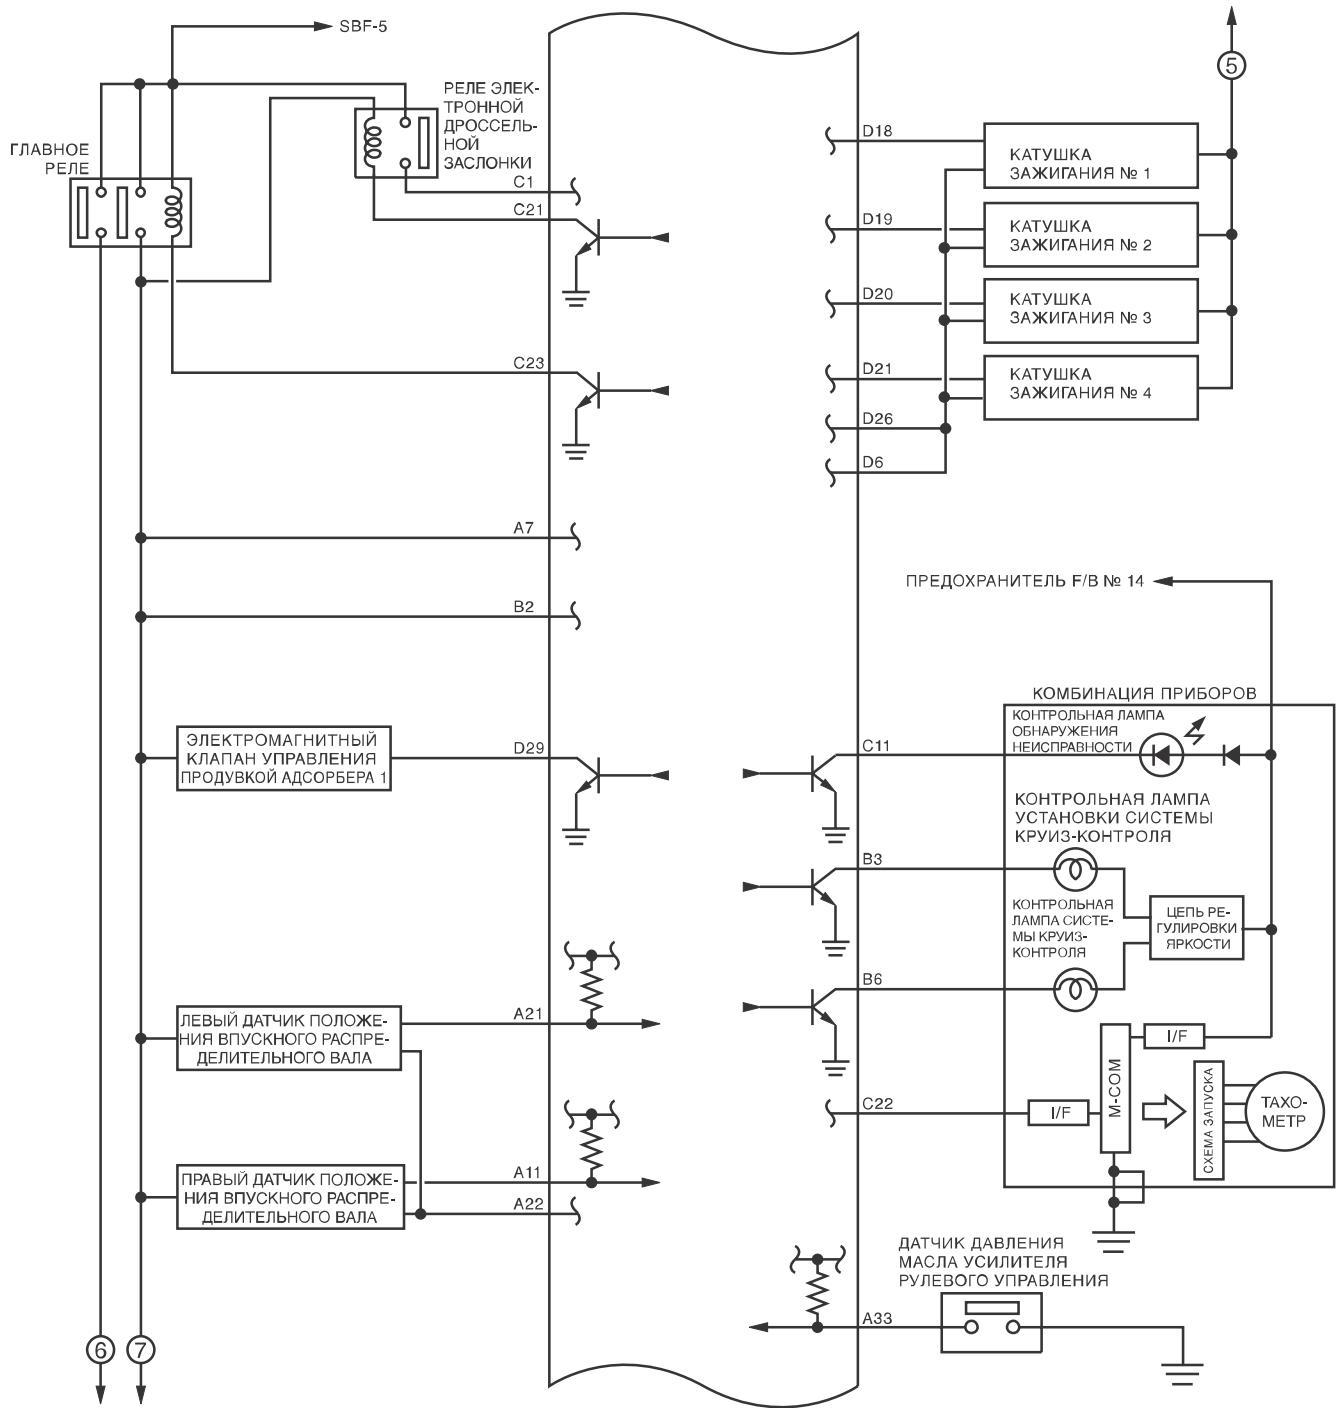 SBF-5
5
РЕЛЕ ЭЛЕК-
ТРОННОЙ
ДРОССЕЛЬ-
НОЙ
ЗАСЛОНКИ
ГЛАВНОЕ
РЕЛЕ
C1
C21
C23
A7
B2
ЭЛЕКТРОМАГНИТНЫЙ
КЛАПАН УПРАВЛЕНИЯ
ПРОДУВКОЙ АДСОРБЕРА 1
D29
ЛЕВЫЙ ДАТЧИК ПОЛОЖЕ-
НИЯ ВПУСКНОГО РАСПРЕ-
ДЕЛИТЕЛЬНОГО ВАЛА
A21
ПРАВЫЙ ДАТЧИК ПОЛОЖЕ-
НИЯ ВПУСКНОГО РАСПРЕ-
ДЕЛИТЕЛЬНОГО ВАЛА
A11
A22
6
7
D18
КАТУШКА
ЗАЖИГАНИЯ № 1
D19
КАТУШКА
ЗАЖИГАНИЯ № 2
D20
КАТУШКА
ЗАЖИГАНИЯ № 3
D21
КАТУШКА
ЗАЖИГАНИЯ № 4
D26
D6
ПРЕДОХРАНИТЕЛЬ F/B № 14
КОМБИНАЦИЯ ПРИБОРОВ
КОНТРОЛЬНАЯ ЛАМПА
ОБНАРУЖЕНИЯ
НЕИСПРАВНОСТИ
C11
КОНТРОЛЬНАЯ ЛАМПА
УСТАНОВКИ СИСТЕМЫ
КРУИЗ-КОНТРОЛЯ
B3
КОНТРОЛЬНАЯ
ЛАМПА СИСТЕ-
МЫ КРУИЗ-
КОНТРОЛЯ
ЦЕПЬ РЕ-
ГУЛИРОВКИ
ЯРКОСТИ
B6
I/F
M-COM
C22
I/F
СХЕМА ЗАПУСКА
ТАХО-
МЕТР
ДАТЧИК ДАВЛЕНИЯ
МАСЛА УСИЛИТЕЛЯ
РУЛЕВОГО УПРАВЛЕНИЯ
A33